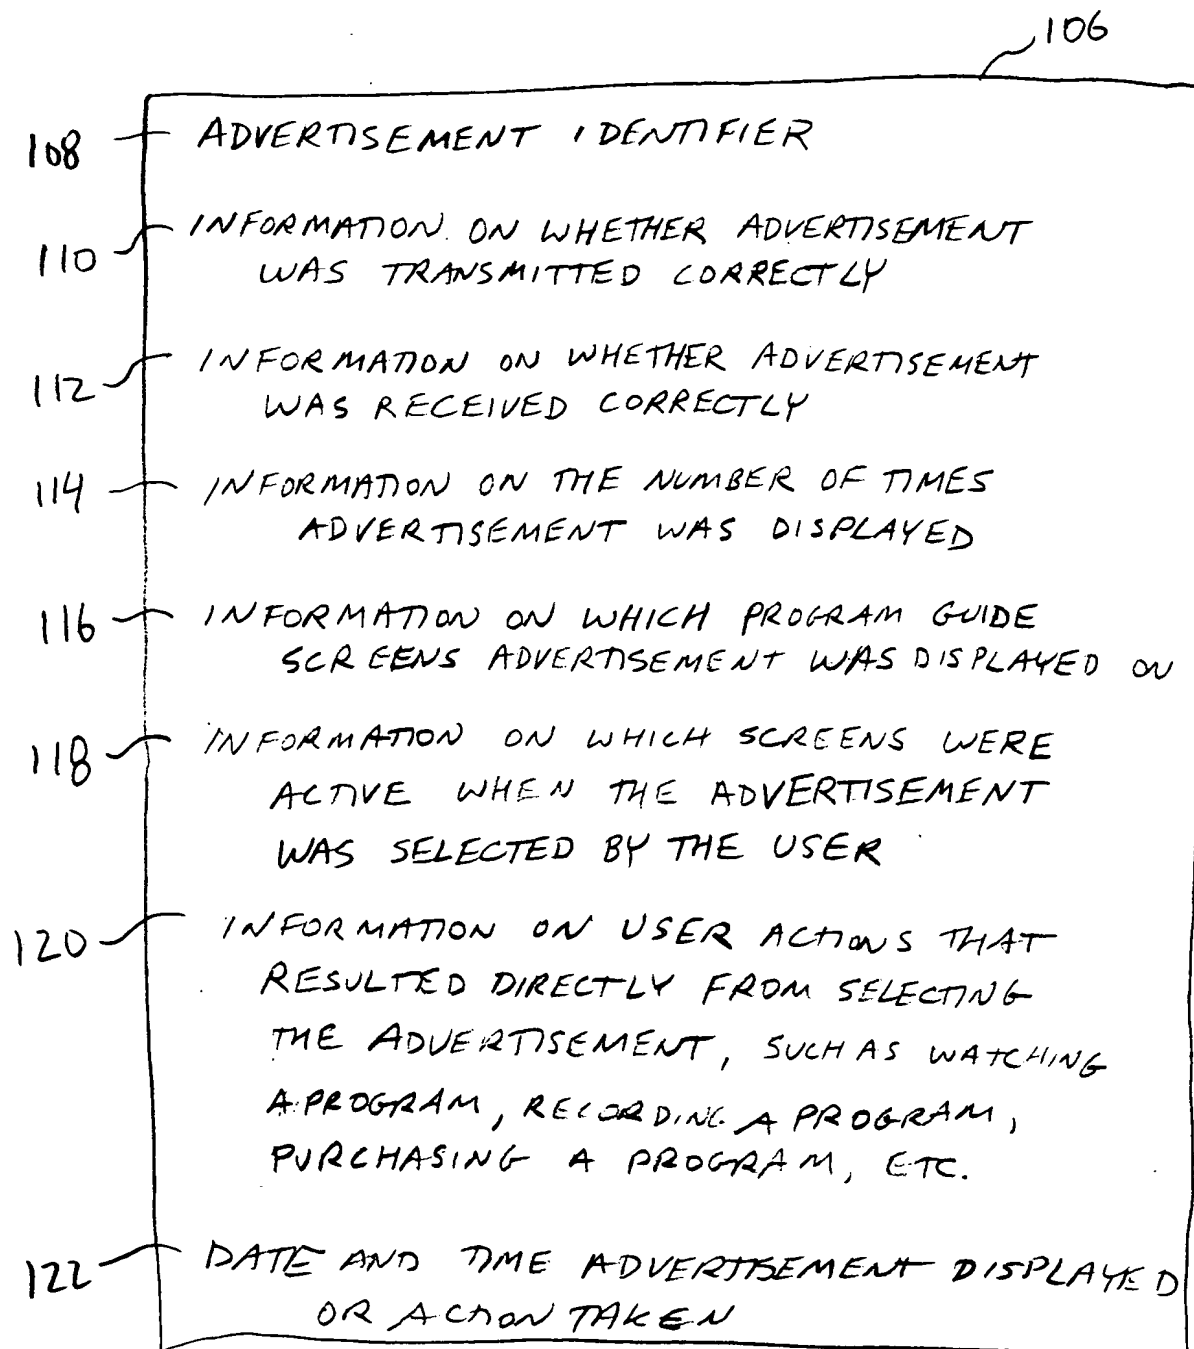 106
108 ADVERTISEMENT IDENTIFIER
110 INFORMATION ON WHETHER ADVERTISEMENT
WAS TRANSMITTED CORRECTLY
112 INFORMATION ON WHETHER ADVERTISEMENT
WAS RECEIVED CORRECTLY
114 INFORMATION ON THE NUMBER OF TIMES
ADVERTISEMENT WAS DISPLAYED
116 INFORMATION ON WHICH PROGRAM GUIDE
SCREENS ADVERTISEMENT WAS DISPLAYED ON
118 INFORMATION ON WHICH SCREENS WERE
ACTIVE WHEN THE ADVERTISEMENT
WAS SELECTED BY THE USER
120 INFORMATION ON USER ACTIONS THAT
RESULTED DIRECTLY FROM SELECTING
THE ADVERTISEMENT, SUCH AS WATCHING
A PROGRAM, RECORDING A PROGRAM,
PURCHASING A PROGRAM, ETC.
122 DATE AND TIME ADVERTISEMENT DISPLAYED
OR ACTION TAKEN